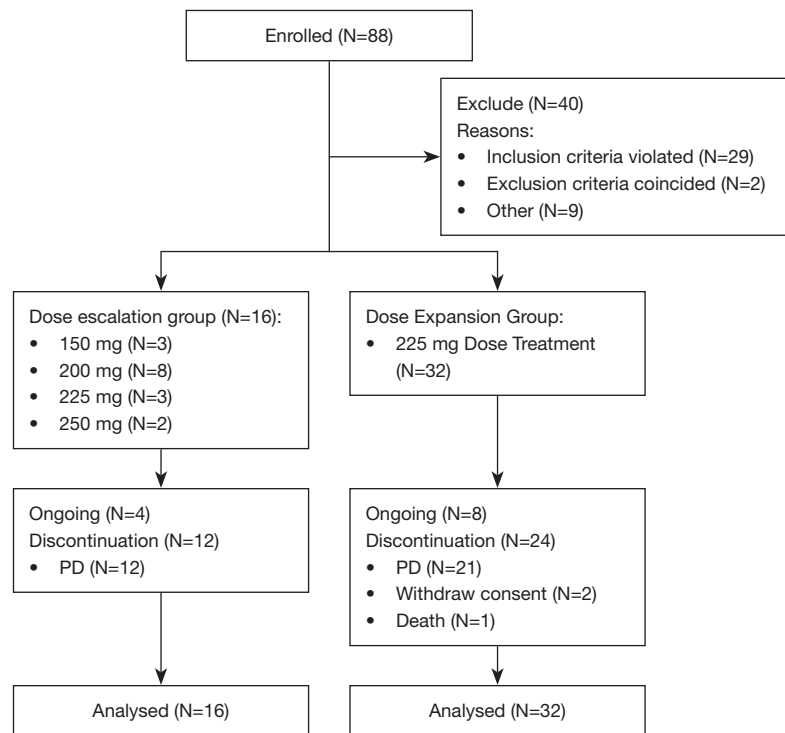 Enrolled (N=88)
Exclude (N=40)
Reasons:
• Inclusion criteria violated (N=29)
• Exclusion criteria coincided (N=2)
• Other (N=9)
Dose escalation group (N=16):
• 150 mg (N=3)
• 200 mg (N=8)
• 225 mg (N=3)
• 250 mg (N=2)
Dose Expansion Group:
• 225 mg Dose Treatment
(N=32)
Ongoing (N=4)
Discontinuation (N=12)
• PD (N=12)
Ongoing (N=8)
Discontinuation (N=24)
• PD (N=21)
• Withdraw consent (N=2)
• Death (N=1)
Analysed (N=16)
Analysed (N=32)